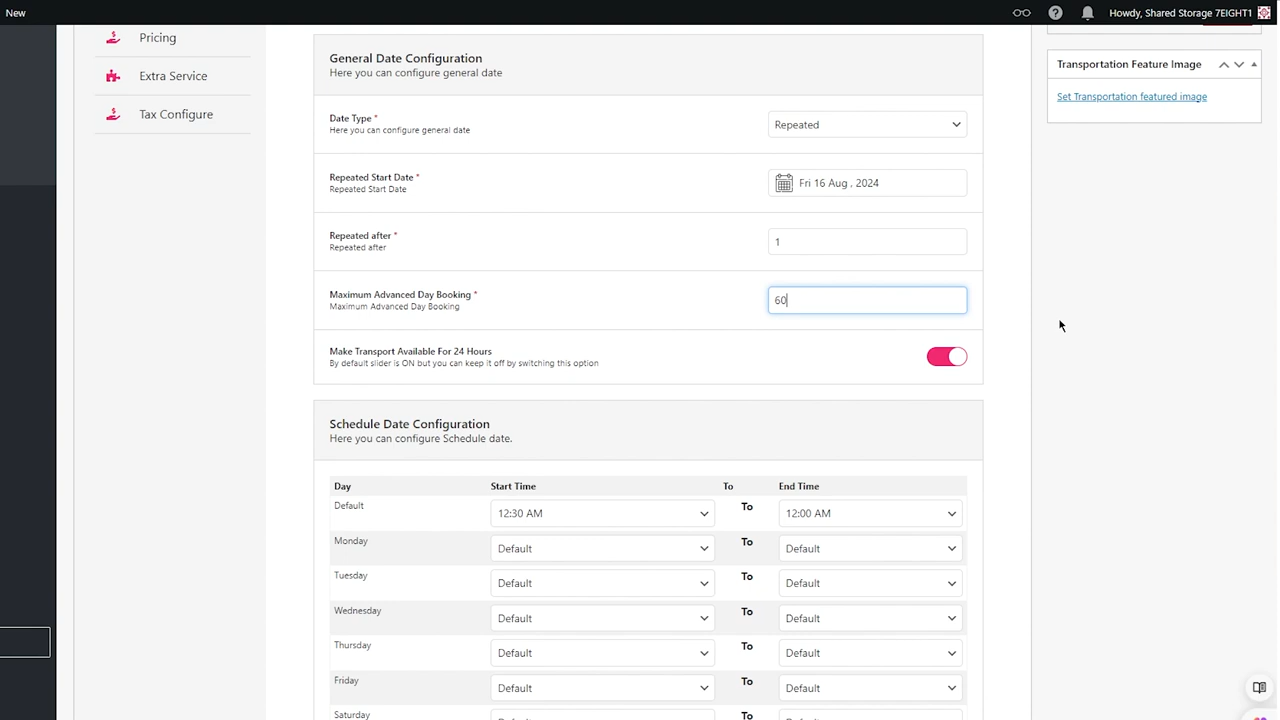 New
Howdy, Shared Storage 7EIGHT1
Pricing
Extra Service
Tax Configure
General Date Configuration
Here you can configure general date
Date Type *
Here you can configure general date
Repeated
Repeated Start Date *
Repeated Start Date
Fri 16 Aug , 2024
Repeated after *
Repeated after
1
Maximum Advanced Day Booking *
Maximum Advanced Day Booking
60
Make Transport Available For 24 Hours
By default slider is ON but you can keep it off by switching this option
Schedule Date Configuration
Here you can configure Schedule date.
Day Start Time To End Time
Default 12:30 AM To 12:00 AM
Monday Default To Default
Tuesday Default To Default
Wednesday Default To Default
Thursday Default To Default
Friday Default To Default
Saturday To
Transportation Feature Image
Set Transportation featured image